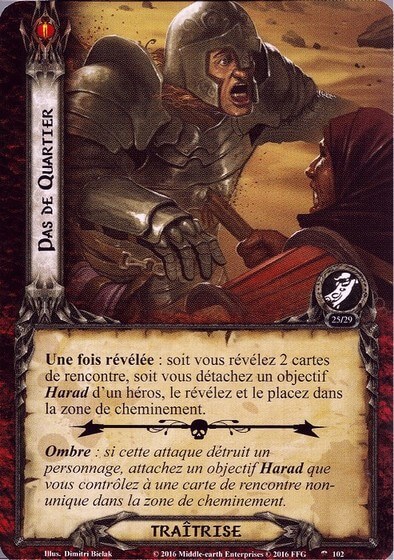 Pas de Quartier
25/29
Une fois révélée : soit vous révélez 2 cartes
de rencontre, soit vous détachez un objectif
Harad d'un héros, le révélez et le placez dans
la zone de cheminement.
Ombre : si cette attaque détruit un
personnage, attachez un objectif Harad que
vous contrôlez à une carte de rencontre non-
unique dans la zone de cheminement.
TRAÎTRISE
Illus. Dimitri Bielak © 2016 Middle-earth Enterprises © 2016 FFG 102